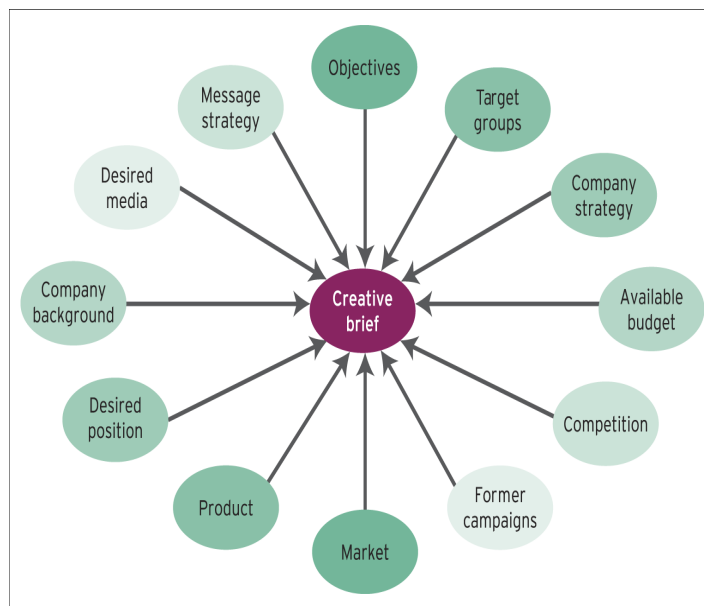 Objectives
Target
groups
Company
strategy
Available
budget
Competition
Former
campaigns
Market
Product
Desired
position
Company
background
Desired
media
Message
strategy
Creative
brief